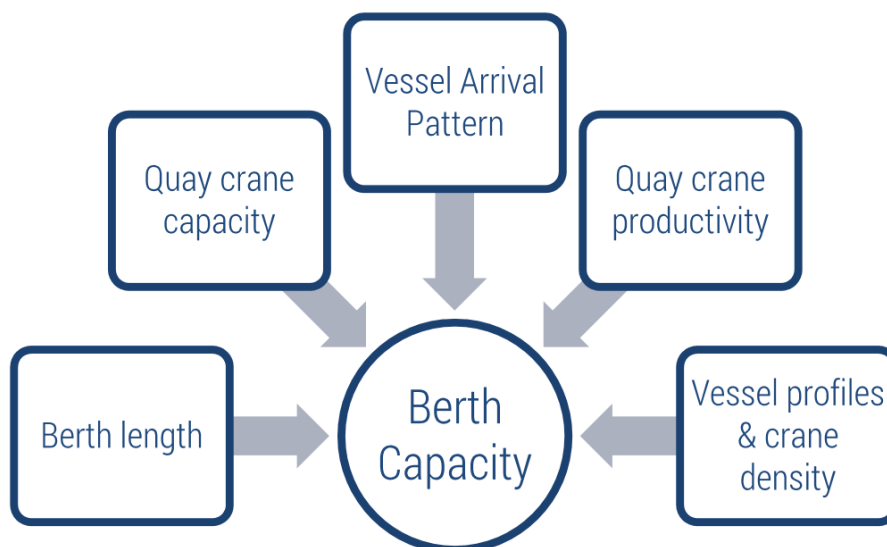 Vessel Arrival
Pattern
Quay crane
capacity
Quay crane
productivity
Berth length
Berth
Capacity
Vessel profiles
& crane
density